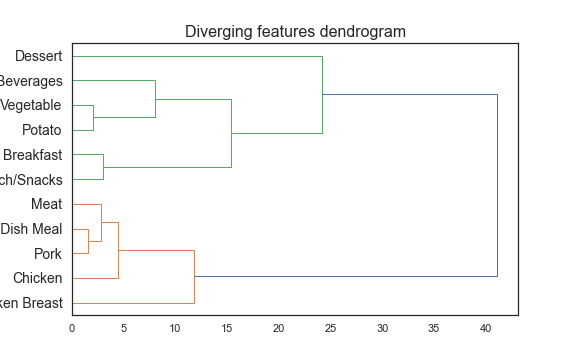 Diverging features dendrogram
Dessert
Beverages
Vegetable
Potato
Breakfast
ch/Snacks
Meat
Dish Meal
Pork
Chicken
ken Breast
0 5 10 15 20 25 30 35 40